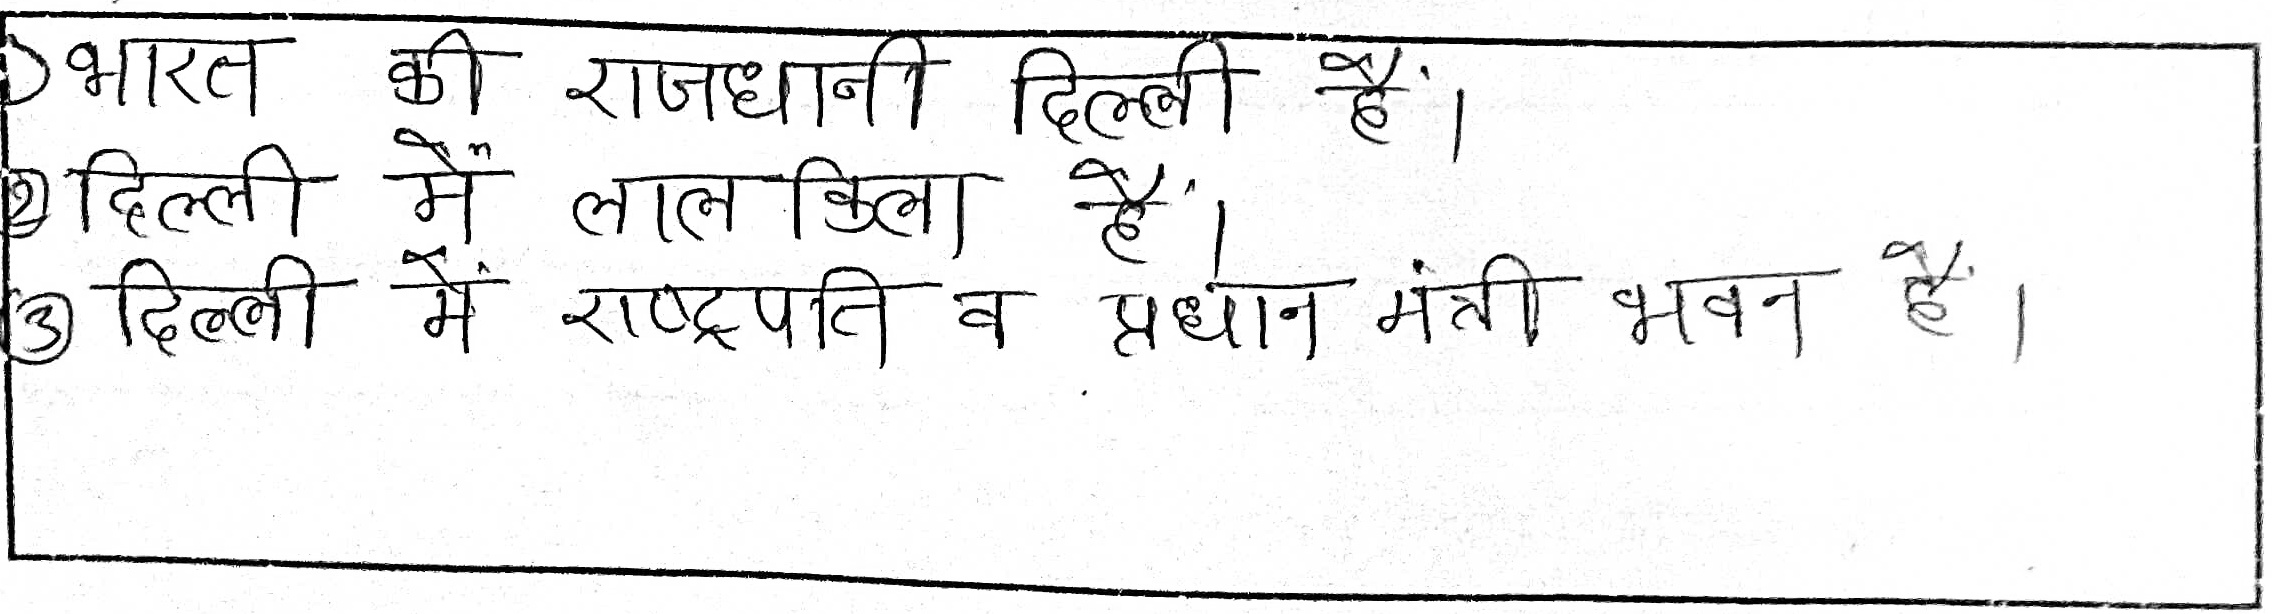 ① भारत की राजधानी दिल्ली हैं।
② दिल्ली में लाल किला हैं।
③ दिल्ली में राष्ट्रपति व प्रधान मंत्री भवन हैं।